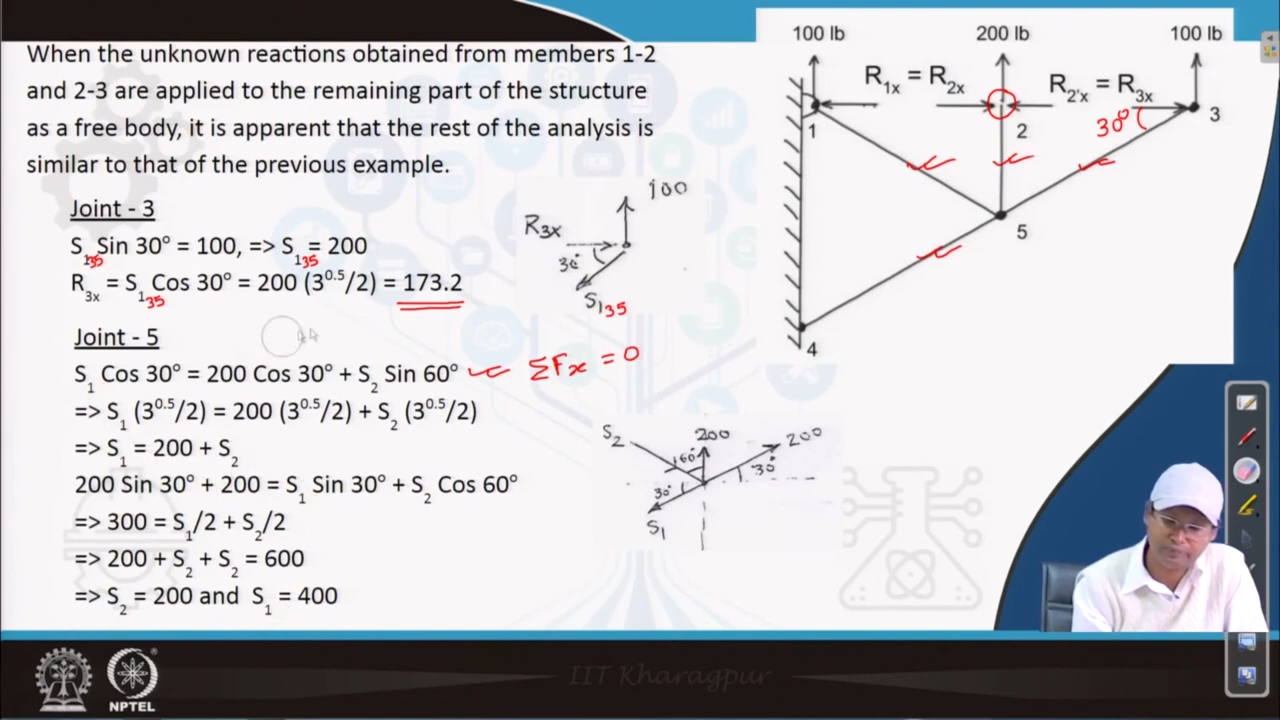 When the unknown reactions obtained from members 1-2
and 2-3 are applied to the remaining part of the structure
as a free body, it is apparent that the rest of the analysis is
similar to that of the previous example.
Joint - 3
S₁35 Sin 30° = 100, => S₁35 = 200
R₃ₓ = S₁35 Cos 30° = 200 (3^0.5/2) = 173.2
Joint - 5
S₁ Cos 30° = 200 Cos 30° + S₂ Sin 60° ΣFx = 0
=> S₁ (3^0.5/2) = 200 (3^0.5/2) + S₂ (3^0.5/2)
=> S₁ = 200 + S₂
200 Sin 30° + 200 = S₁ Sin 30° + S₂ Cos 60°
=> 300 = S₁/2 + S₂/2
=> 200 + S₂ + S₂ = 600
=> S₂ = 200 and S₁ = 400
100
R3x
30°
S₁35
S₂ 200 200
60° 30°
30°
S₁
100 lb 200 lb 100 lb
R₁ₓ = R₂ₓ R₂'ₓ = R₃ₓ
1 2 30° 3
5
4
NPTEL
IIT Kharagpur